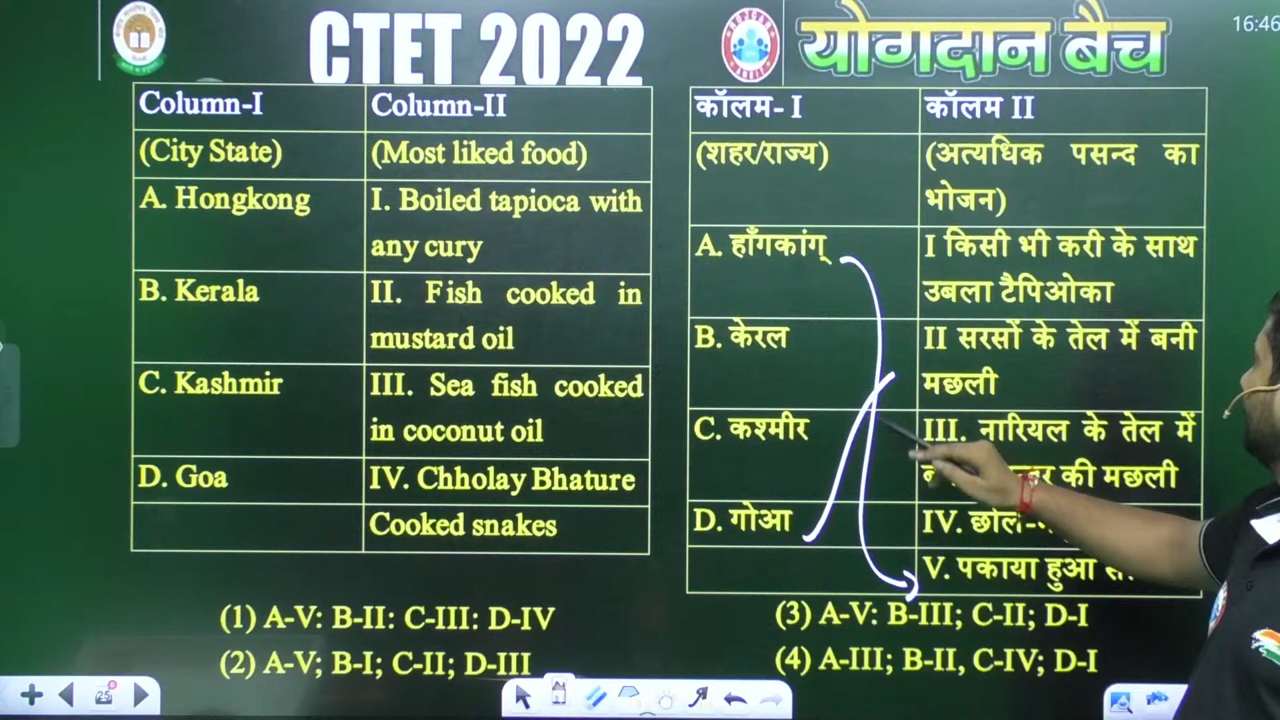 CTET 2022
ROJGAR
ANKIT
योगदान बैच
16:46
Column-I
Column-II
(City State)
(Most liked food)
A. Hongkong
I. Boiled tapioca with
any cury
B. Kerala
II. Fish cooked in
mustard oil
C. Kashmir
III. Sea fish cooked
in coconut oil
D. Goa
IV. Chholay Bhature
Cooked snakes
कॉलम- I
कॉलम II
(शहर/राज्य)
(अत्यधिक पसन्द का
भोजन)
A. हाँगकांग्
I किसी भी करी के साथ
उबला टैपिओका
B. केरल
II सरसों के तेल में बनी
मछली
C. कश्मीर
III. नारियल के तेल में
की मछली
D. गोआ
IV.
V. पकाया हुआ
(1) A-V: B-II: C-III: D-IV
(2) A-V; B-I; C-II; D-III
(3) A-V: B-III; C-II; D-I
(4) A-III; B-II, C-IV; D-I
25